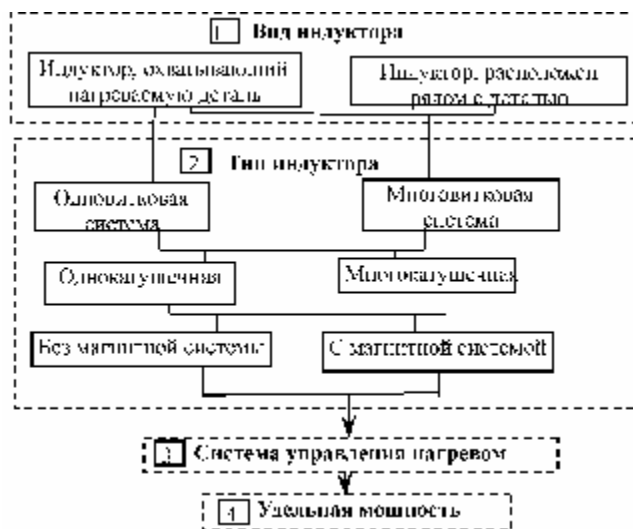 1 Вид индуктора
Индуктор, охватывающий
нагреваемую деталь
Индуктор, расположен
рядом с деталью
2 Тип индуктора
Одновитковая
система
Многовитковая
система
Однокатушечная
Многокатушечная
Без магнитной системы
С магнитной системой
3 Система управления нагревом
4 Удельная мощность